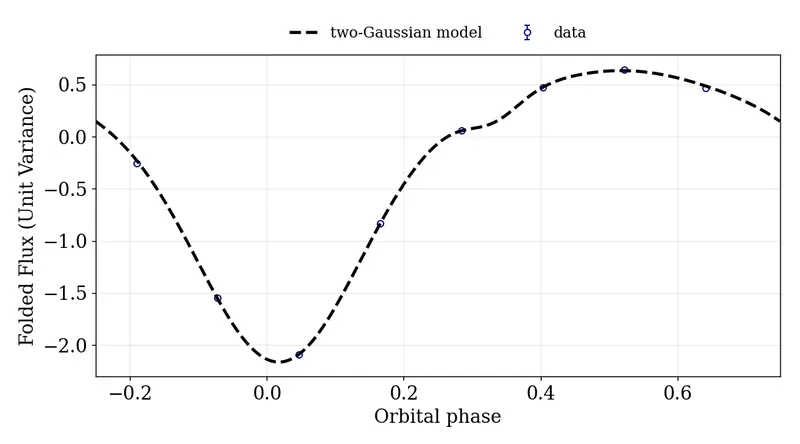 two-Gaussian model
data
Folded Flux (Unit Variance)
0.5
0.0
−0.5
−1.0
−1.5
−2.0
−0.2
0.0
0.2
0.4
0.6
Orbital phase